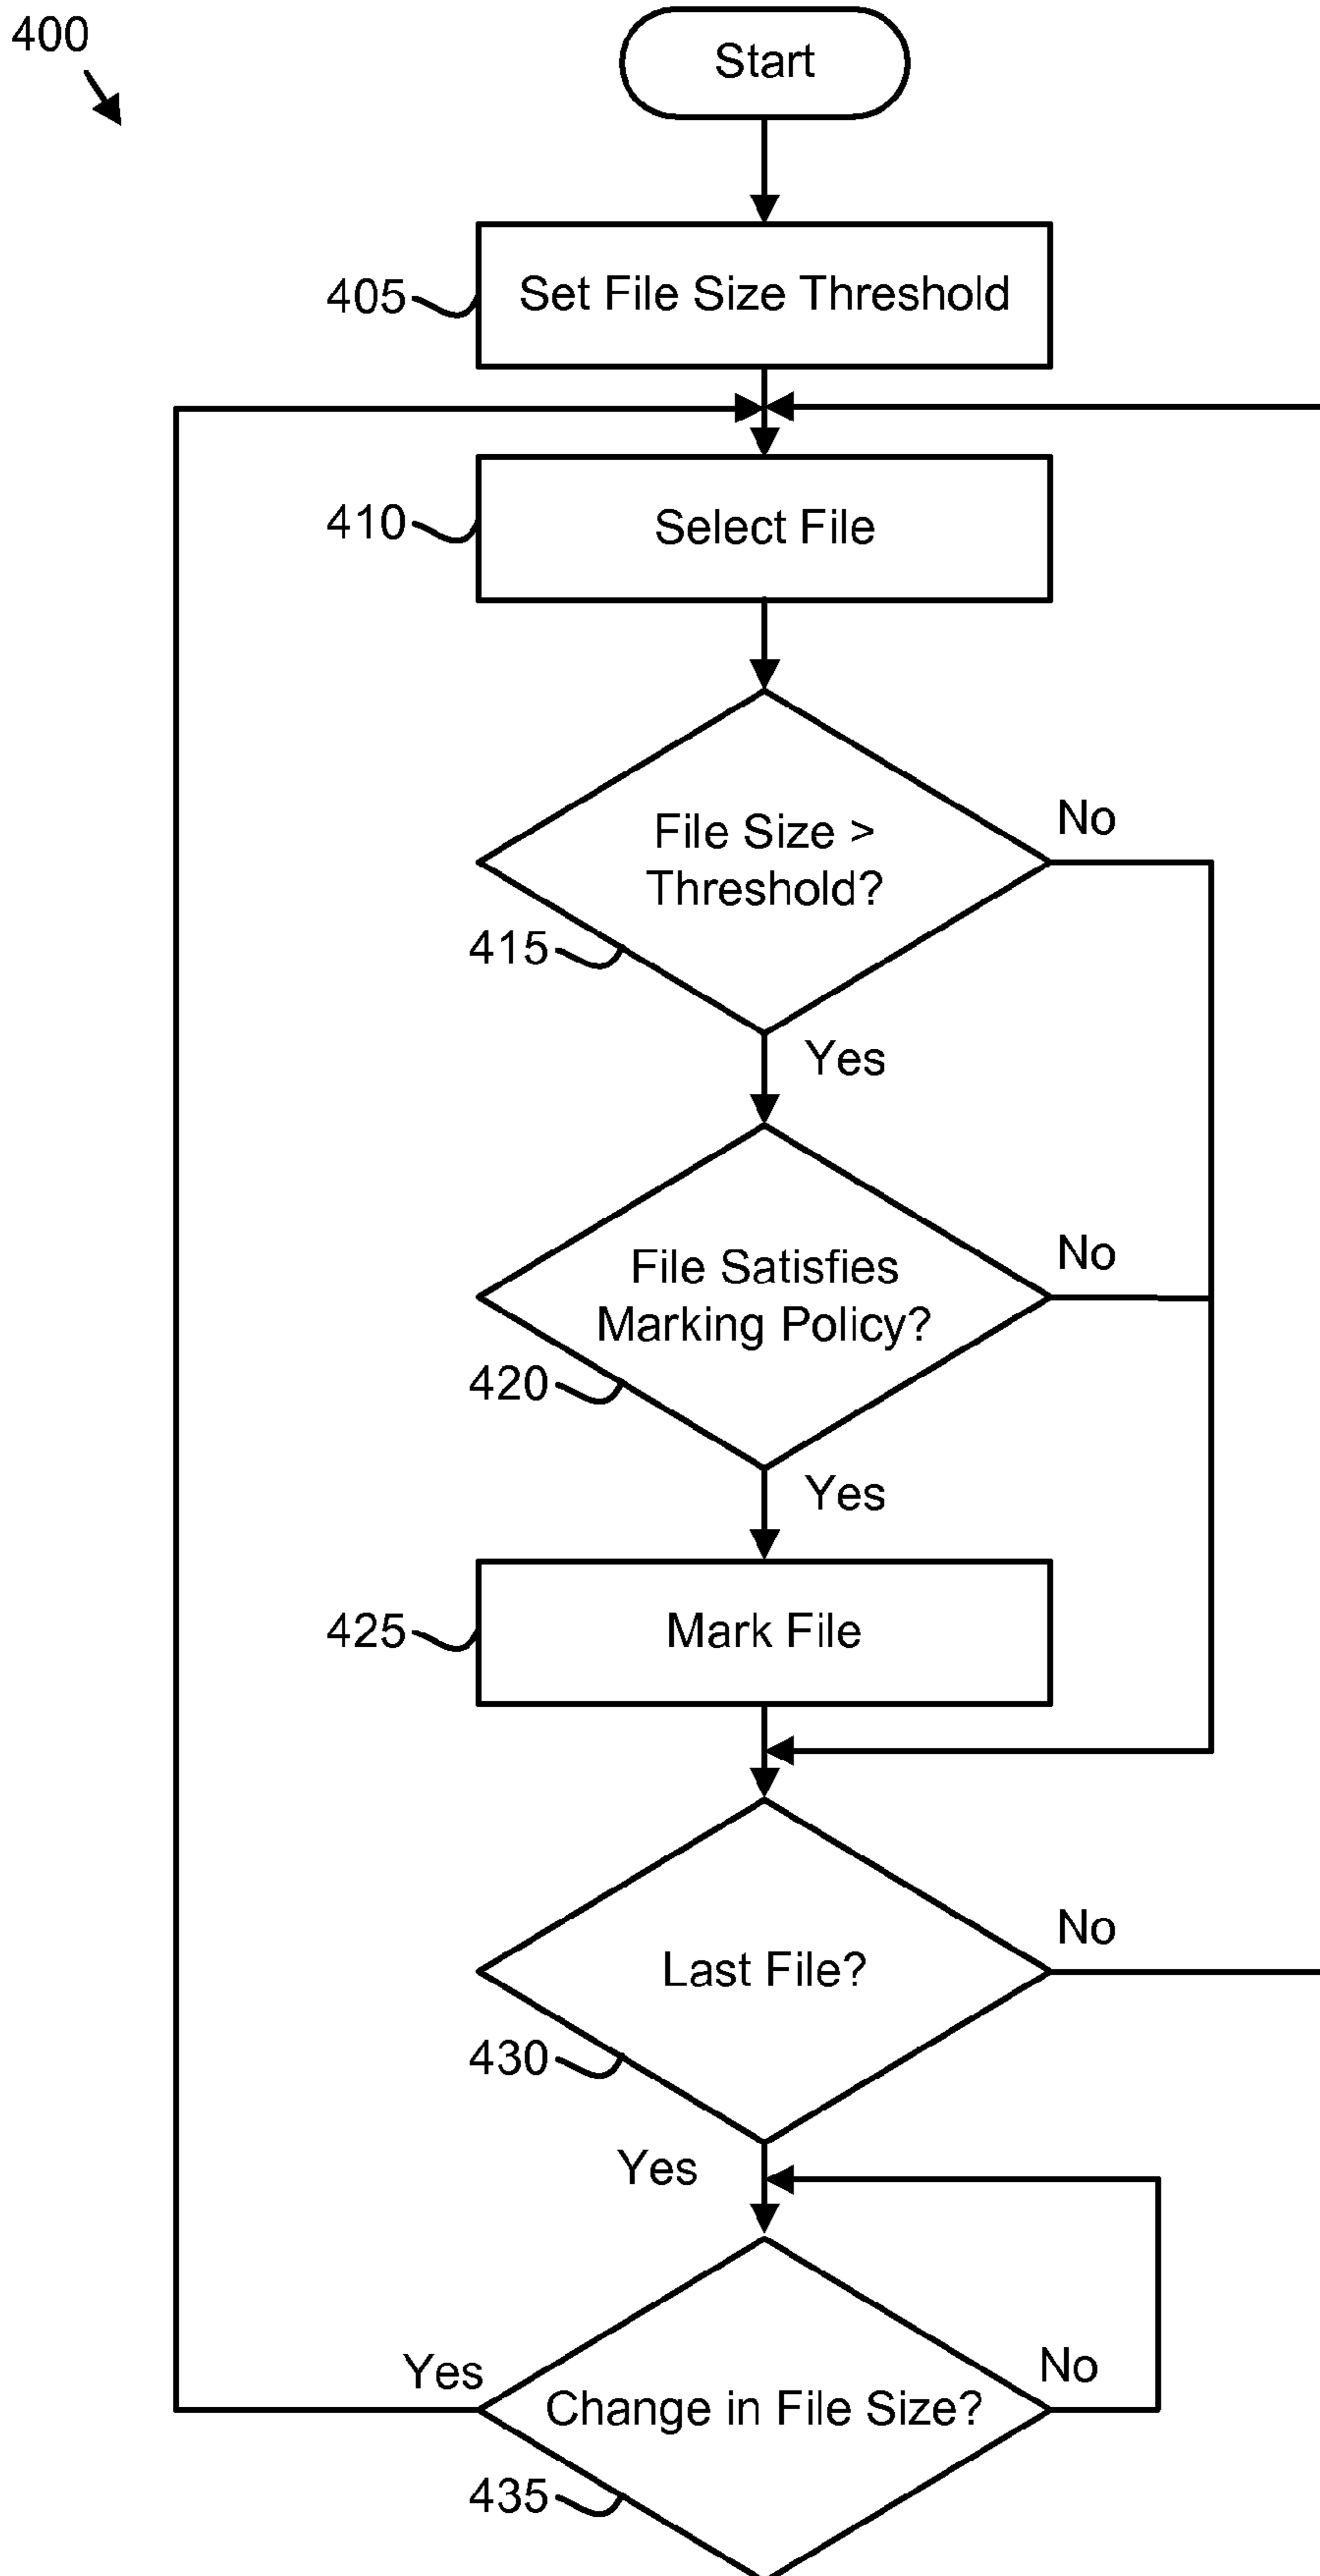 400
Start
405
Set File Size Threshold
410
Select File
File Size >
Threshold?
No
415
Yes
File Satisfies
Marking Policy?
No
420
Yes
425
Mark File
Last File?
No
430
Yes
Change in File Size?
Yes
No
435